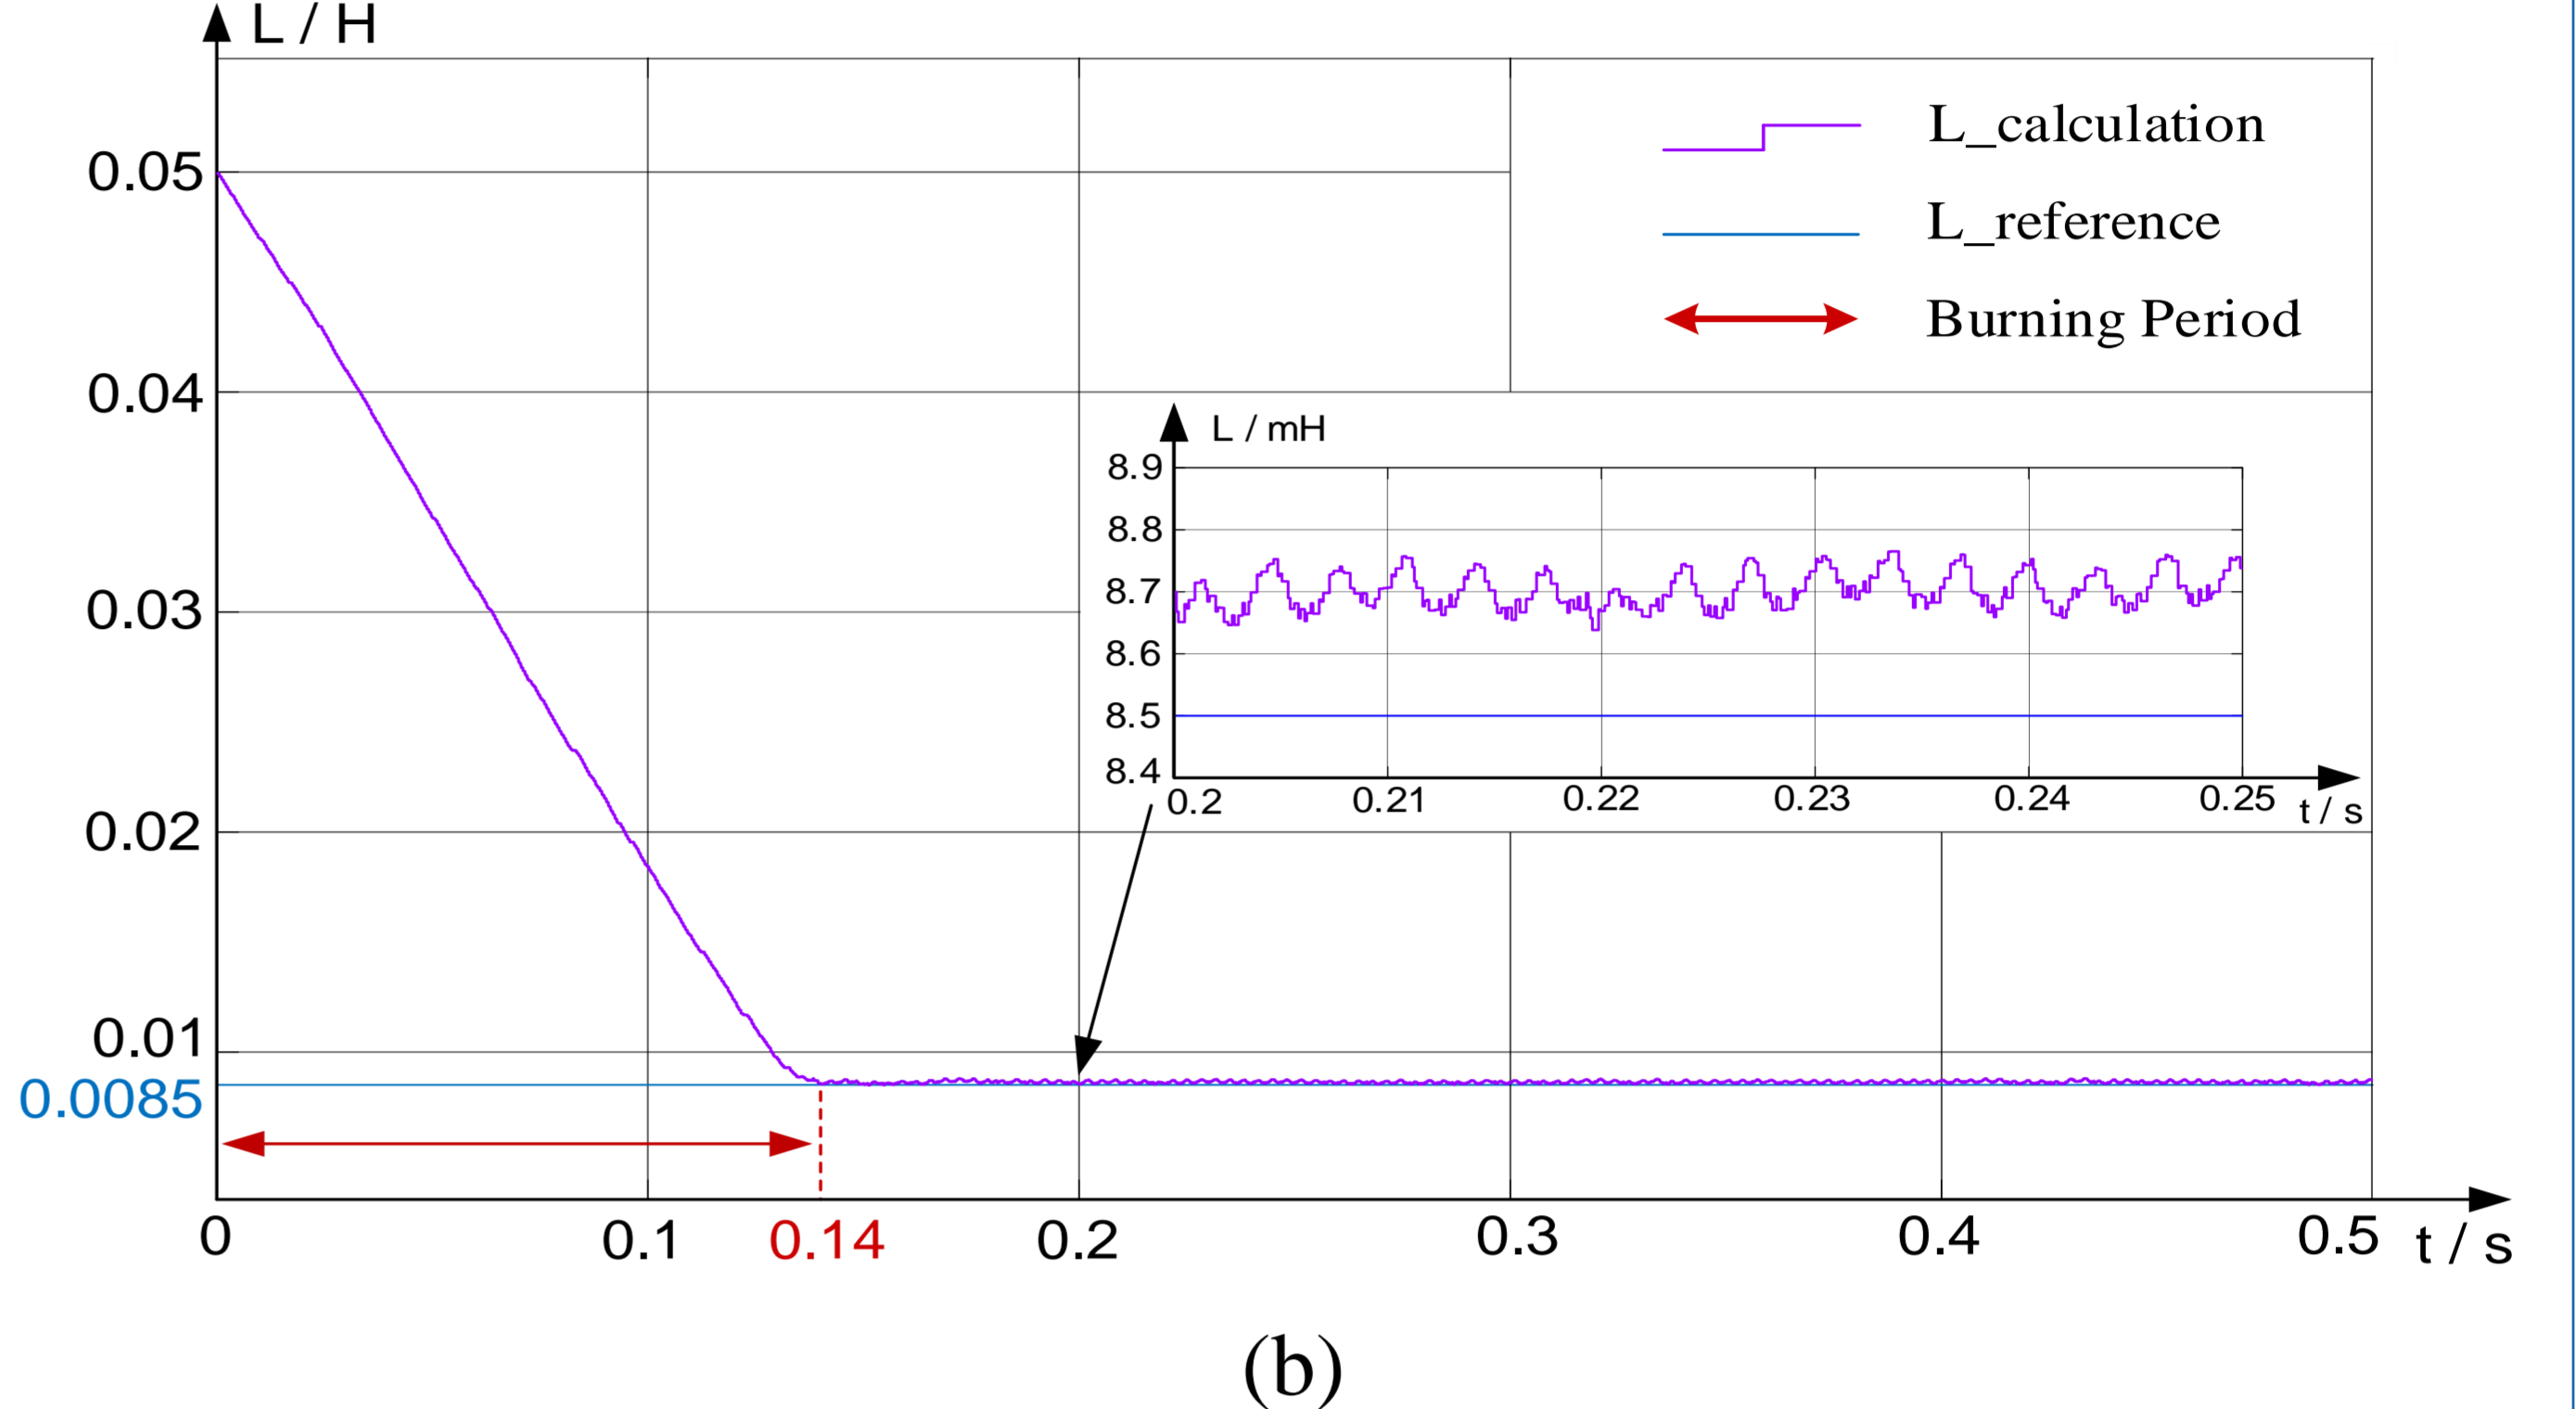 L / H
L_calculation
0.05
L_reference
Burning Period
0.04
L / mH
8.9
8.8
8.7
0.03
8.6
8.5
8.4
0.2 0.21 0.22 0.23 0.24 0.25 t / s
0.02
0.01
0.0085
0 0.1 0.14 0.2 0.3 0.4 0.5 t / s
(b)